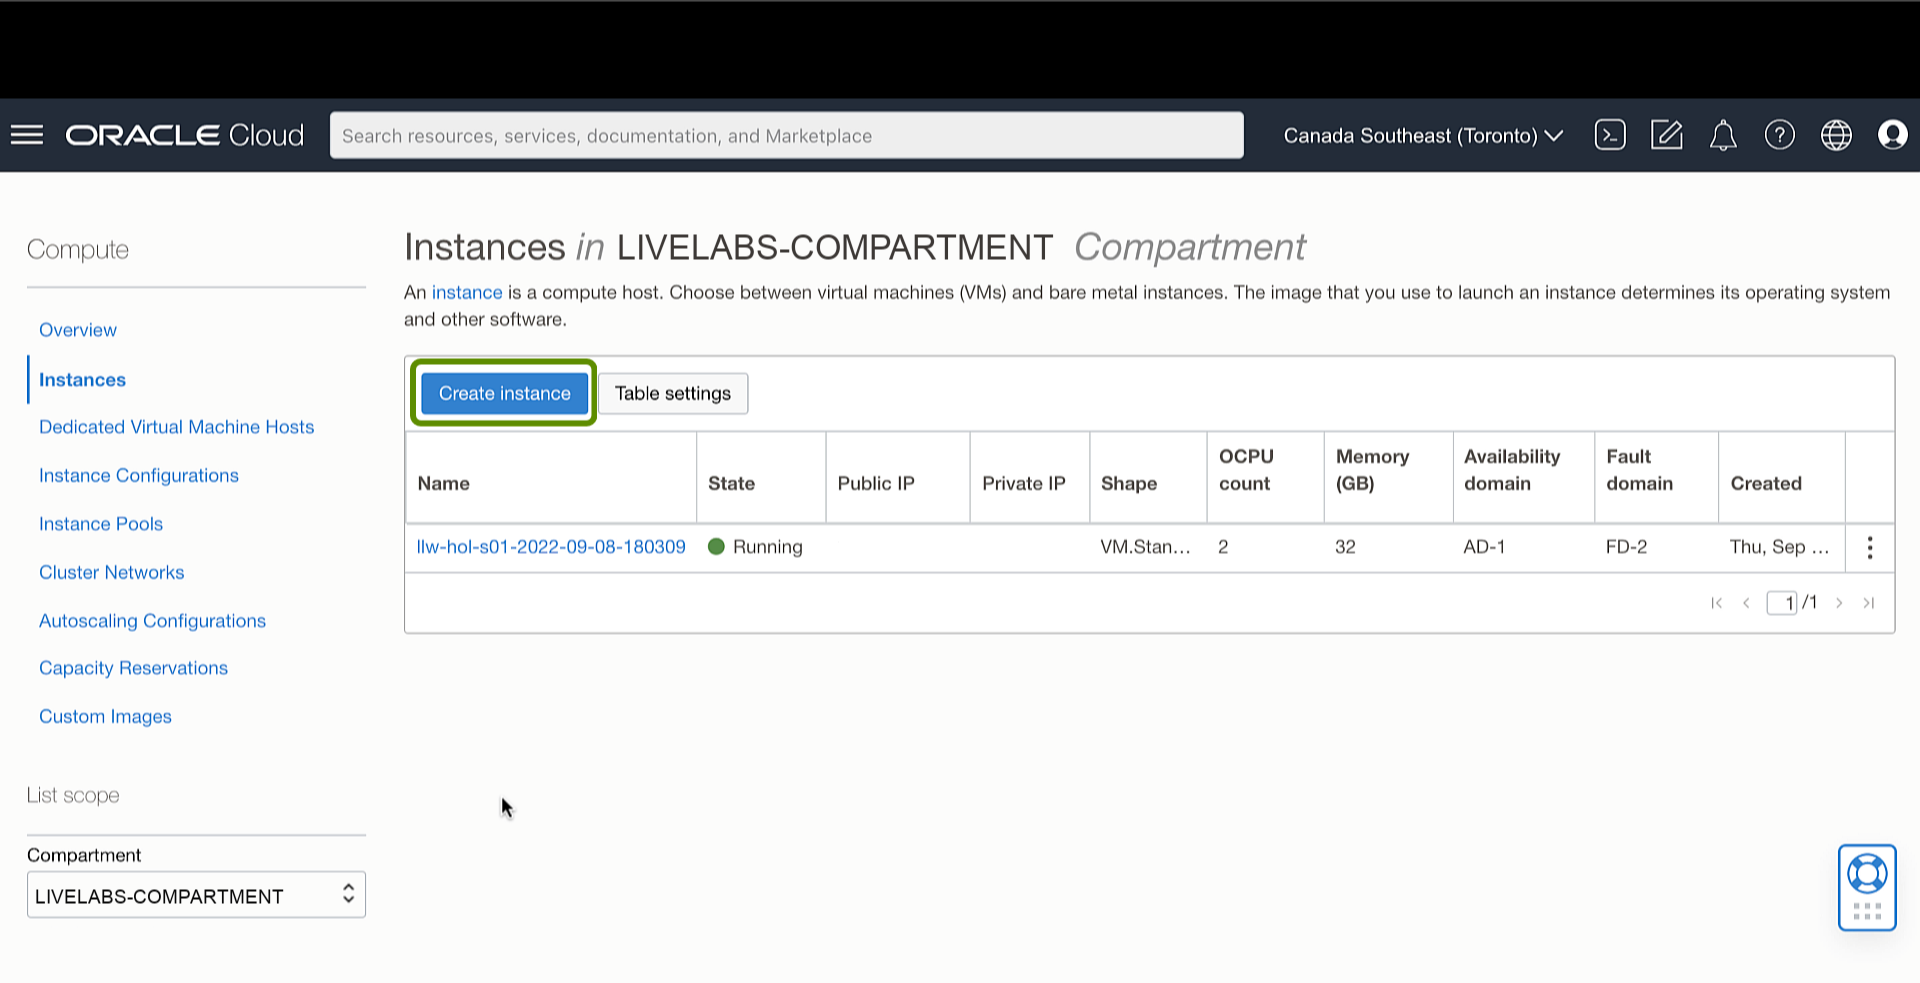 ORACLE Cloud
Search resources, services, documentation, and Marketplace
Canada Southeast (Toronto)
Compute
Overview
Instances
Dedicated Virtual Machine Hosts
Instance Configurations
Instance Pools
Cluster Networks
Autoscaling Configurations
Capacity Reservations
Custom Images
List scope
Compartment
LIVELABS-COMPARTMENT
Instances in LIVELABS-COMPARTMENT Compartment
An instance is a compute host. Choose between virtual machines (VMs) and bare metal instances. The image that you use to launch an instance determines its operating system
and other software.
Create instance Table settings
Name State Public IP Private IP Shape OCPU count Memory (GB) Availability domain Fault domain Created
llw-hol-s01-2022-09-08-180309 Running VM.Stan... 2 32 AD-1 FD-2 Thu, Sep ...
1 /1